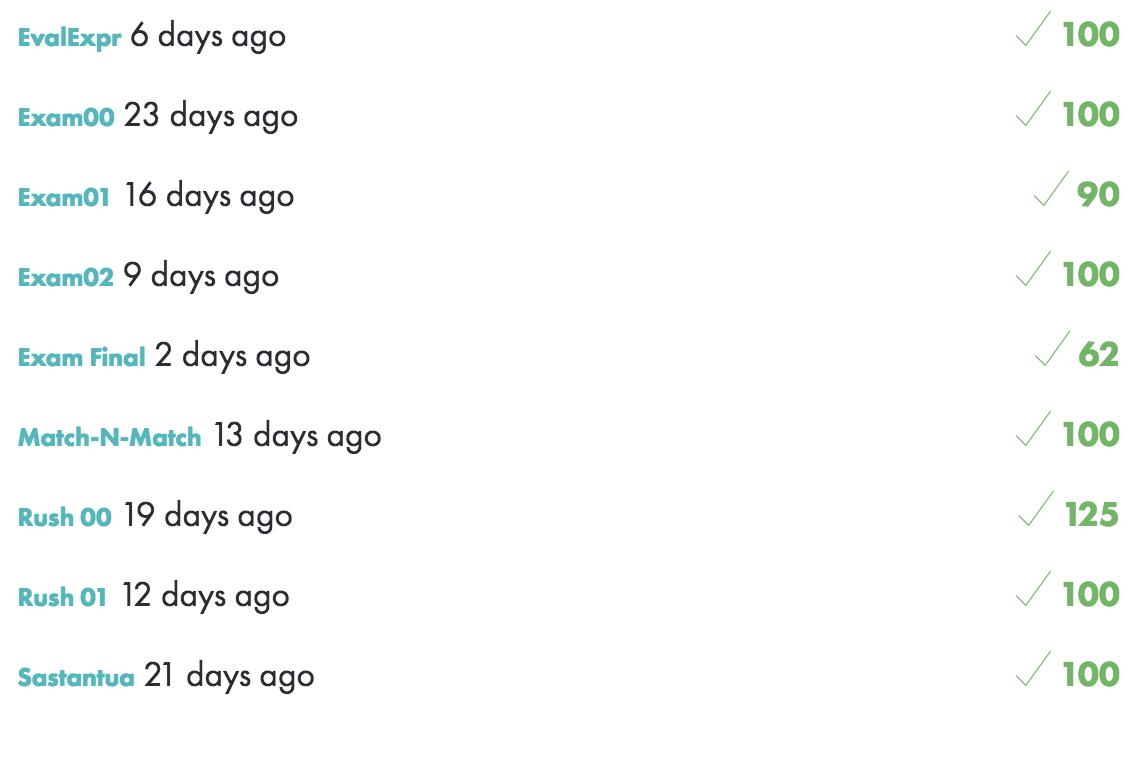 EvalExpr 6 days ago 100
Exam00 23 days ago 100
Exam01 16 days ago 90
Exam02 9 days ago 100
Exam Final 2 days ago 62
Match-N-Match 13 days ago 100
Rush 00 19 days ago 125
Rush 01 12 days ago 100
Sastantua 21 days ago 100